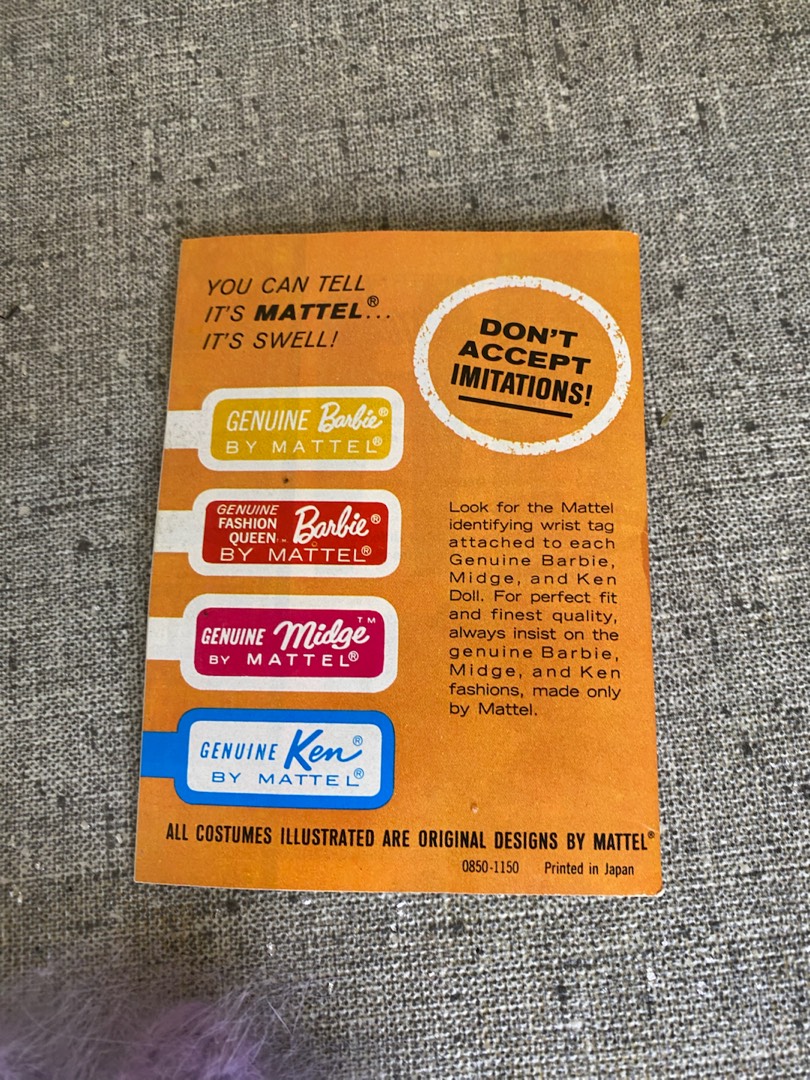 YOU CAN TELL
IT'S MATTEL®...
IT'S SWELL!
DON'T
ACCEPT
IMITATIONS!
GENUINE Barbie®
BY MATTEL®
GENUINE
FASHION
QUEEN™ Barbie®
BY MATTEL®
GENUINE Midge™
BY MATTEL®
GENUINE Ken®
BY MATTEL®
Look for the Mattel
identifying wrist tag
attached to each
Genuine Barbie,
Midge, and Ken
Doll. For perfect fit
and finest quality,
always insist on the
genuine Barbie,
Midge, and Ken
fashions, made only
by Mattel.
ALL COSTUMES ILLUSTRATED ARE ORIGINAL DESIGNS BY MATTEL®
0850-1150 Printed in Japan